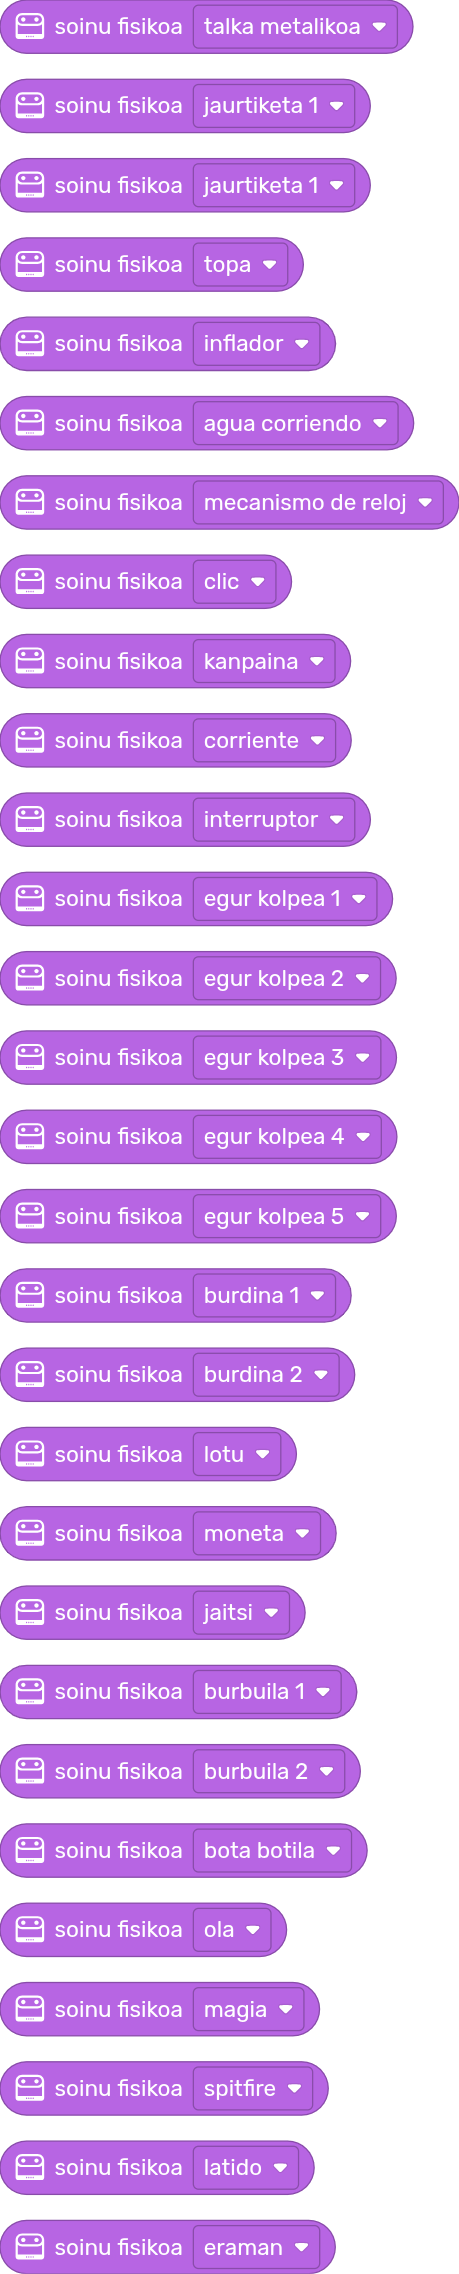 soinu fisikoa talka metalikoa
soinu fisikoa jaurtiketa 1
soinu fisikoa jaurtiketa 1
soinu fisikoa topa
soinu fisikoa inflador
soinu fisikoa agua corriendo
soinu fisikoa mecanismo de reloj
soinu fisikoa clic
soinu fisikoa kanpaina
soinu fisikoa corriente
soinu fisikoa interruptor
soinu fisikoa egur kolpea 1
soinu fisikoa egur kolpea 2
soinu fisikoa egur kolpea 3
soinu fisikoa egur kolpea 4
soinu fisikoa egur kolpea 5
soinu fisikoa burdina 1
soinu fisikoa burdina 2
soinu fisikoa lotu
soinu fisikoa moneta
soinu fisikoa jaitsi
soinu fisikoa burbuila 1
soinu fisikoa burbuila 2
soinu fisikoa bota botila
soinu fisikoa ola
soinu fisikoa magia
soinu fisikoa spitfire
soinu fisikoa latido
soinu fisikoa eraman